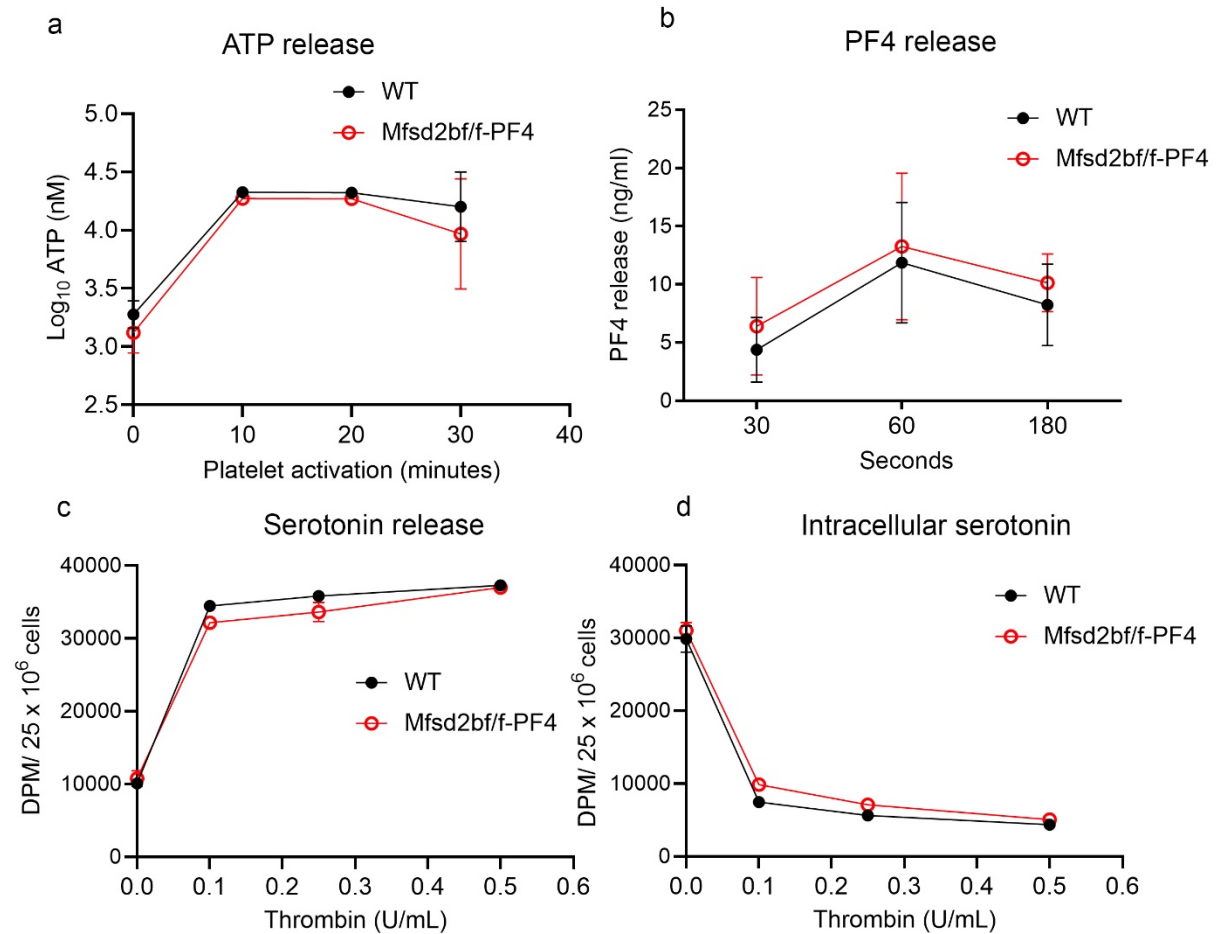 a
ATP release
WT
Mfsd2bf/f-PF4
Log₁₀ ATP (nM)
5.0
4.5
4.0
3.5
3.0
2.5
0 10 20 30 40
Platelet activation (minutes)
b
PF4 release
WT
Mfsd2bf/f-PF4
PF4 release (ng/ml)
25
20
15
10
5
0
30 60 180
Seconds
c
Serotonin release
WT
Mfsd2bf/f-PF4
DPM/ 25 x 10⁶ cells
40000
30000
20000
10000
0
0.0 0.1 0.2 0.3 0.4 0.5 0.6
Thrombin (U/mL)
d
Intracellular serotonin
WT
Mfsd2bf/f-PF4
DPM/ 25 x 10⁶ cells
40000
30000
20000
10000
0
0.0 0.1 0.2 0.3 0.4 0.5 0.6
Thrombin (U/mL)